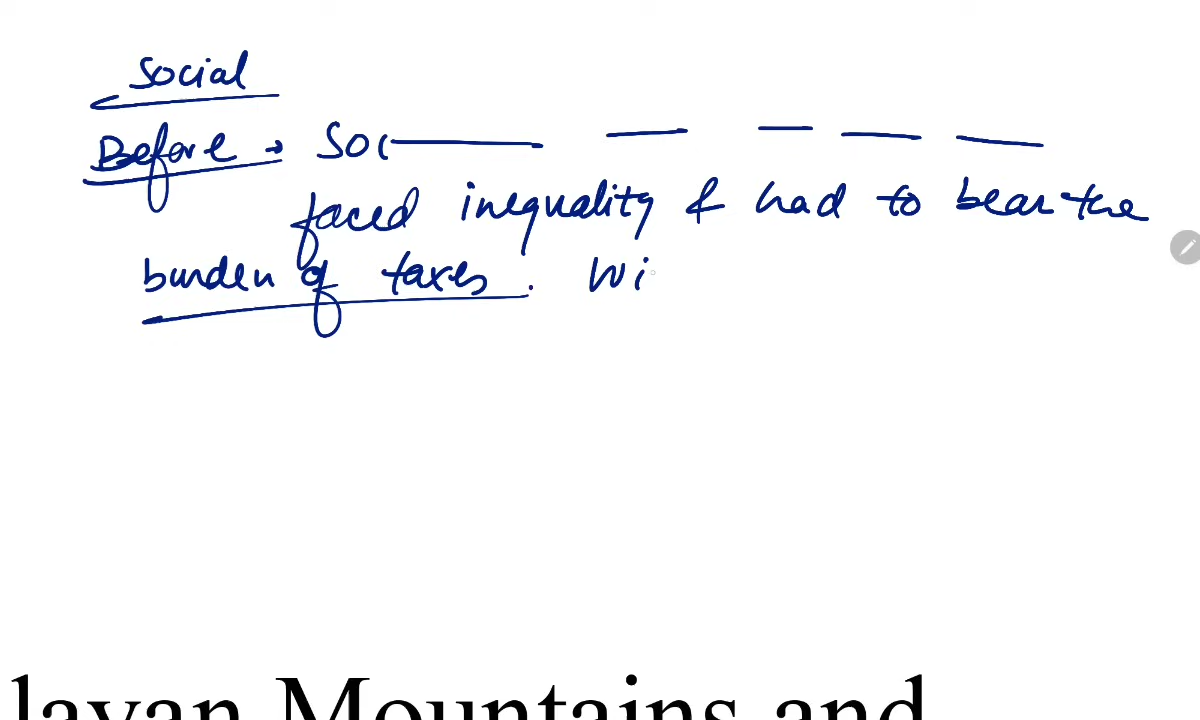 Social
Before → Soc
faced inequality & had to bear the
burden of taxes. Wi
layan Mountains and